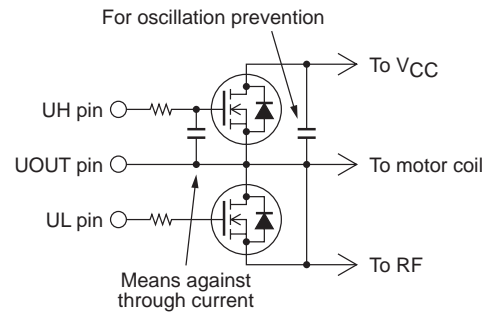 For oscillation prevention
To VCC
UH pin
UOUT pin
To motor coil
UL pin
To RF
Means against
through current